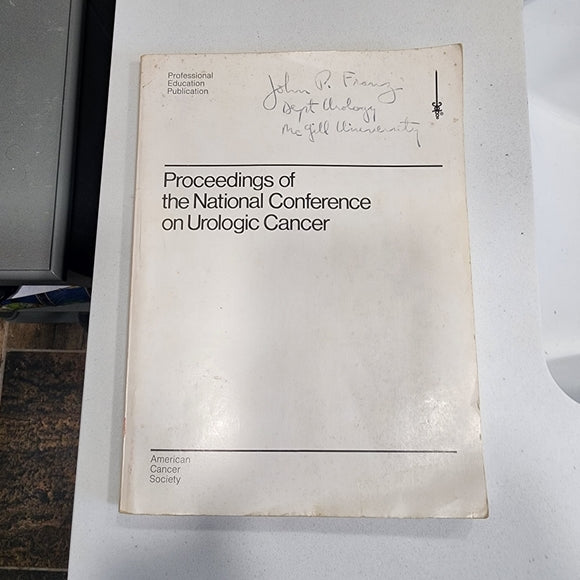 Professional
Education
Publication
John P. Franz
Dept Urology
McGill University
Proceedings of
the National Conference
on Urologic Cancer
American
Cancer
Society